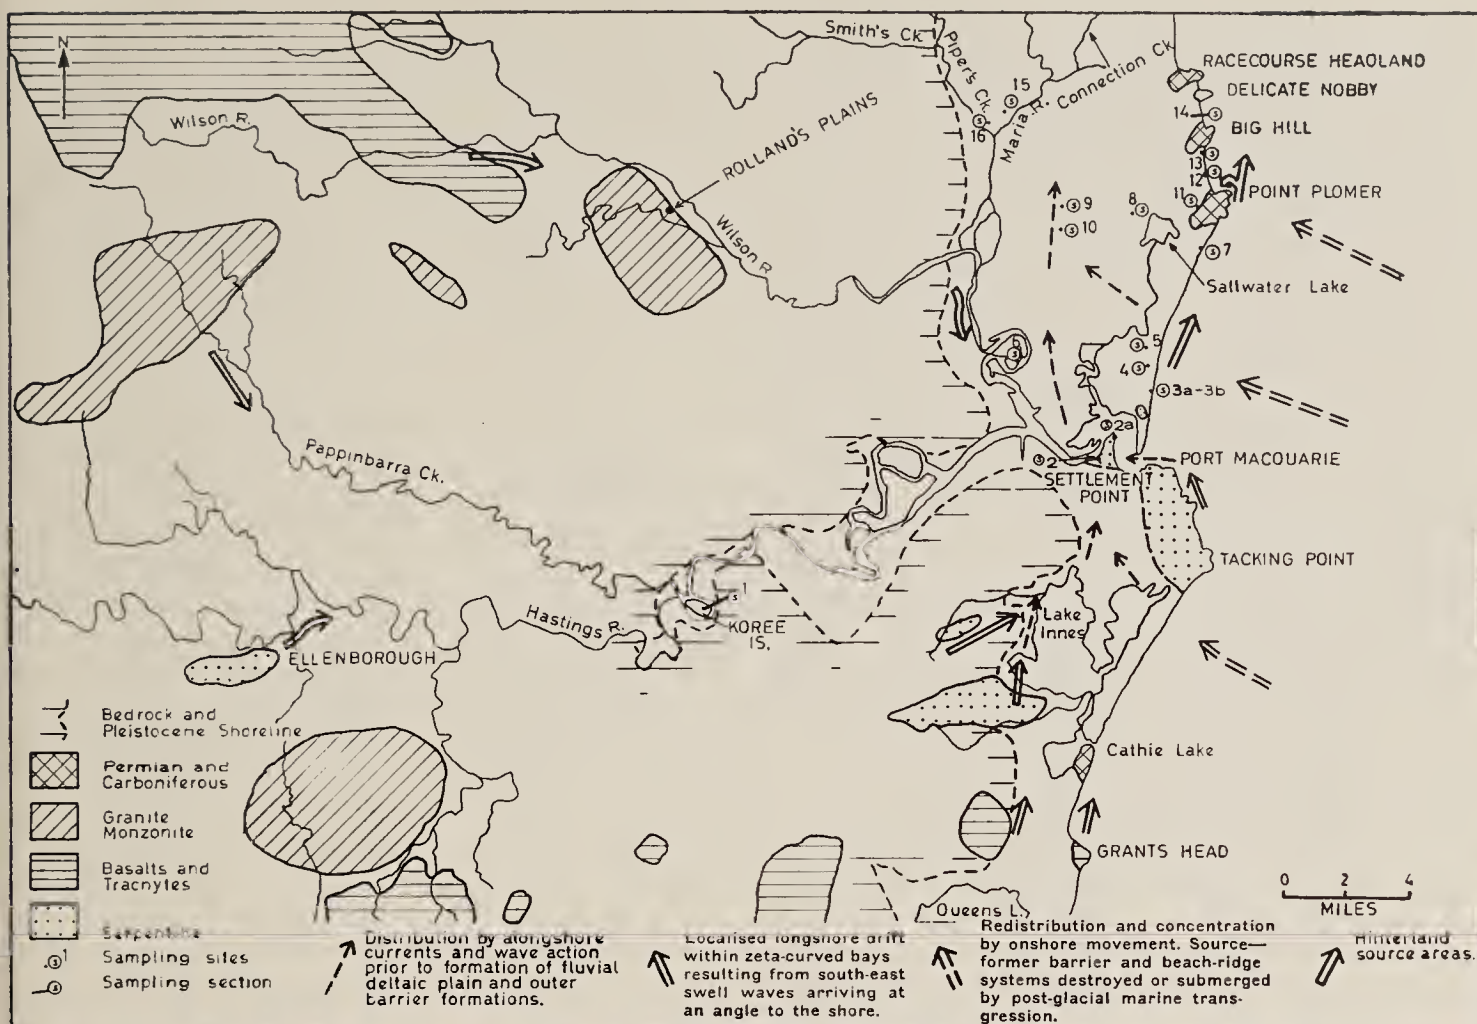 N
Smith's Ck.
Piper's Ck.
Maria R.
Connection Ck.
RACECOURSE HEADLAND
DELICATE NOBBY
BIG HILL
POINT PLOMER
Wilson R.
ROLLAND'S PLAINS
Wilson R.
15
16
14
13
12
11
9
10
8
7
Saltwater Lake
5
4
3a-3b
2a
2
PORT MACQUARIE
SETTLEMENT
POINT
TACKING POINT
Pappinbarra Ck.
Hastings R.
1
KOREE
IS.
Lake
Innes
ELLENBOROUGH
Cathie Lake
GRANTS HEAD
Queens L.
0 2 4
MILES
Bedrock and
Pleistocene Shoreline
Permian and
Carboniferous
Granite
Monzonite
Basalts and
Tracnytes
Serpentine
S 1 Sampling sites
S Sampling section
Distribution by alongshore
currents and wave action
prior to formation of fluvial
deltaic plain and outer
barrier formations.
Localised longshore drift
within zeta-curved bays
resulting from south-east
swell waves arriving at
an angle to the shore.
Redistribution and concentration
by onshore movement. Source—
former barrier and beach-ridge
systems destroyed or submerged
by post-glacial marine trans-
gression.
Hinterland
source areas.